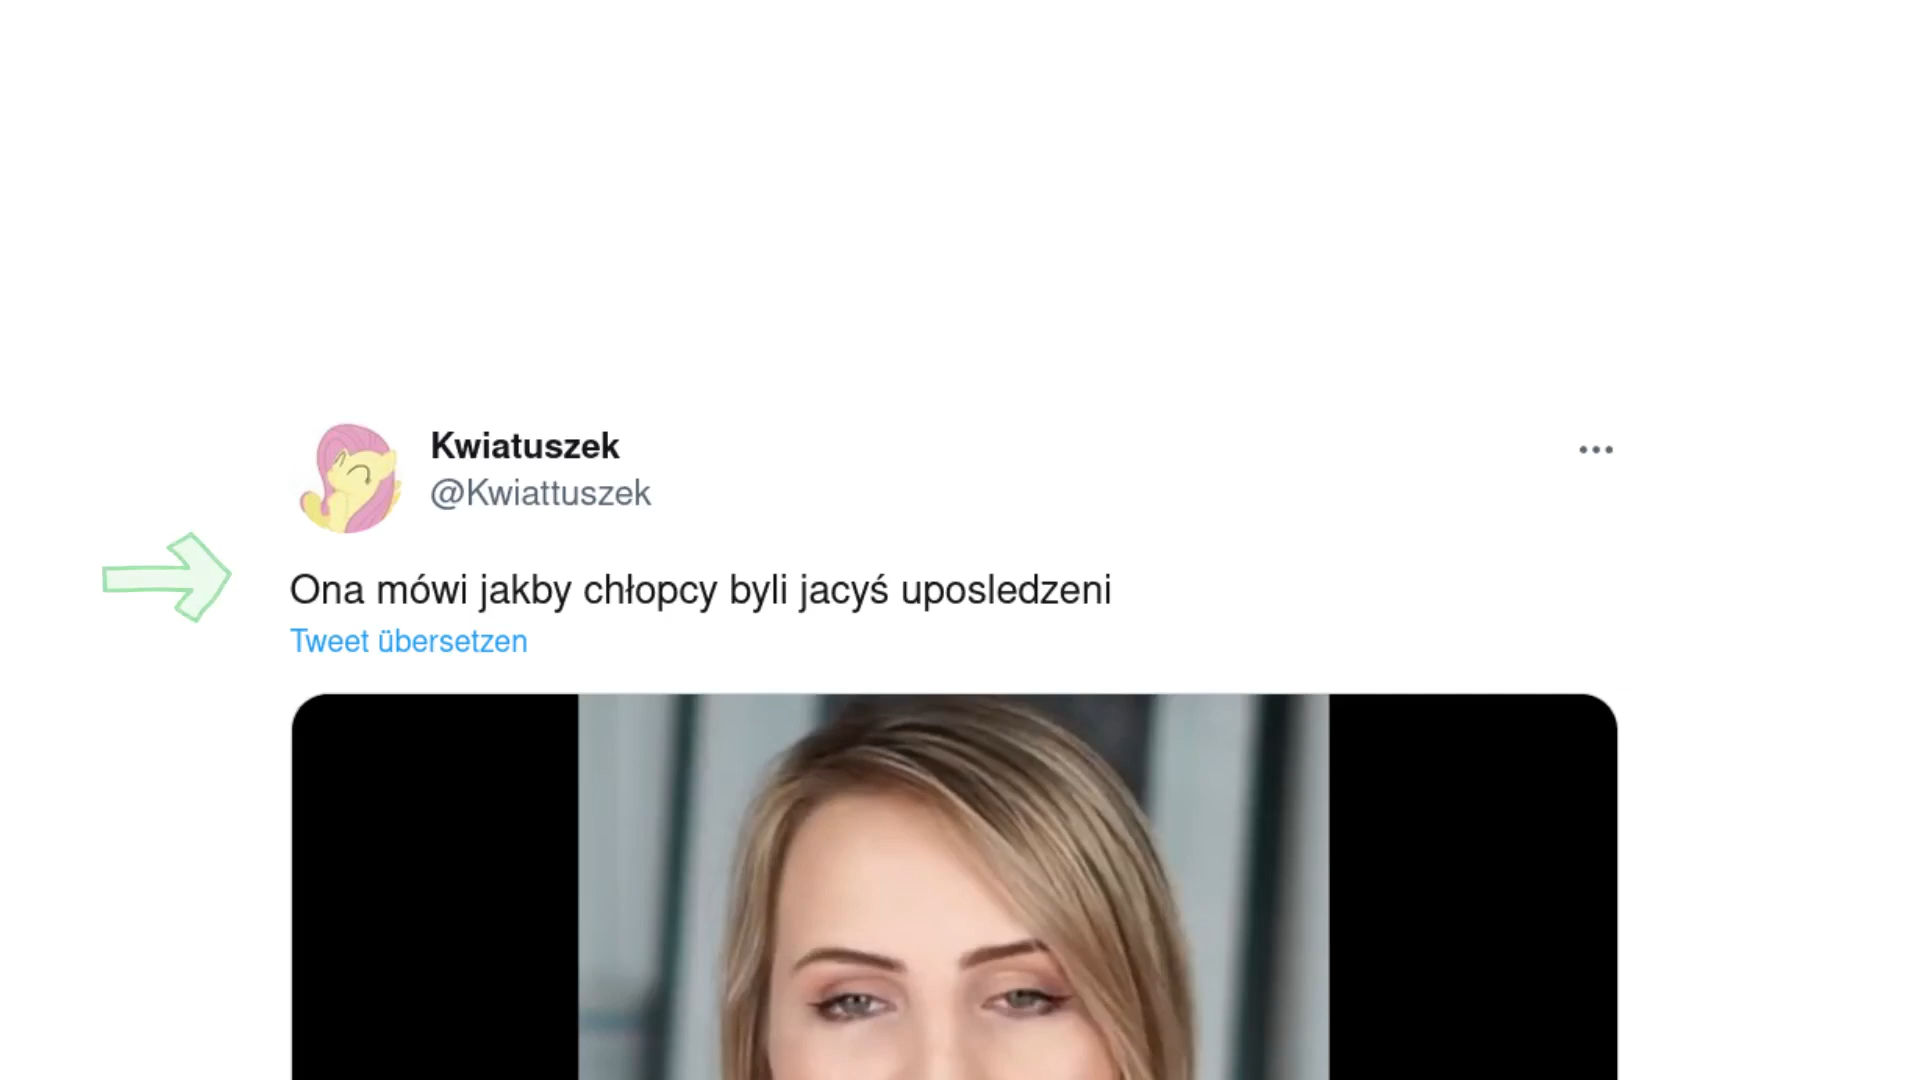 Kwiatuszek
@Kwiattuszek
Ona mówi jakby chłopcy byli jacyś uposledzeni
Tweet übersetzen